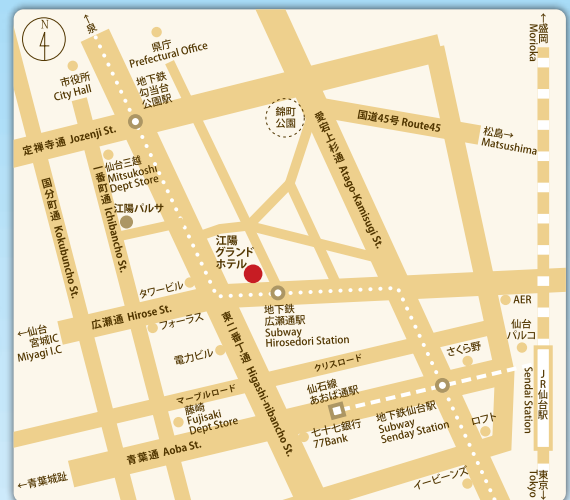 N
←泉
県庁
Prefectural Office
市役所
City Hall
地下鉄
勾当台
公園駅
←盛岡
Morioka
錦町
公園
国道45号 Route45
松島→
Matsushima
定禅寺通 Jozenji St.
愛宕上杉通 Atago-Kamisugi St.
仙台三越
Mitsukoshi
Dept Store
一番町通 Ichibancho St.
国分町通 Kokubuncho St.
江陽パルサ
江陽
グランド
ホテル
タワービル
広瀬通 Hirose St.
←仙台
宮城IC
Miyagi I.C
フォーラス
電力ビル
東二番丁通 Higashi-nibancho St.
地下鉄
広瀬通駅
Subway
Hirosedori Station
AER
仙台
パルコ
さくら野
クリスロード
仙石線
あおば通駅
マーブルロード
藤崎
Fujisaki
Dept Store
七十七銀行
77Bank
地下鉄仙台駅
Subway
Senday Station
ロフト
JR仙台駅
Sendai Station
青葉通 Aoba St.
←青葉城趾
イービーンズ
東京→
Tokyo